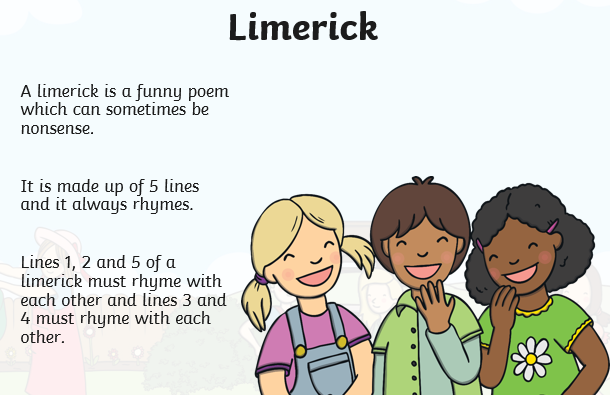 Limerick
A limerick is a funny poem
which can sometimes be
nonsense.
It is made up of 5 lines
and it always rhymes.
Lines 1, 2 and 5 of a
limerick must rhyme with
each other and lines 3 and
4 must rhyme with each
other.